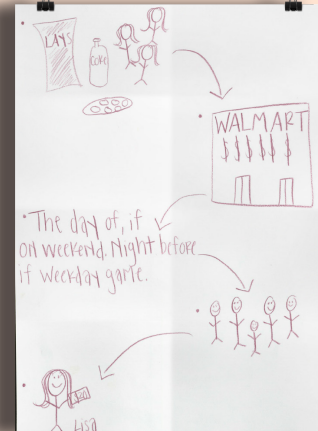 LAYS
Coke
WALMART
$ $ $ $ $ $
• The day of, if
on weekend. Night before
if weekday game.
Lisa